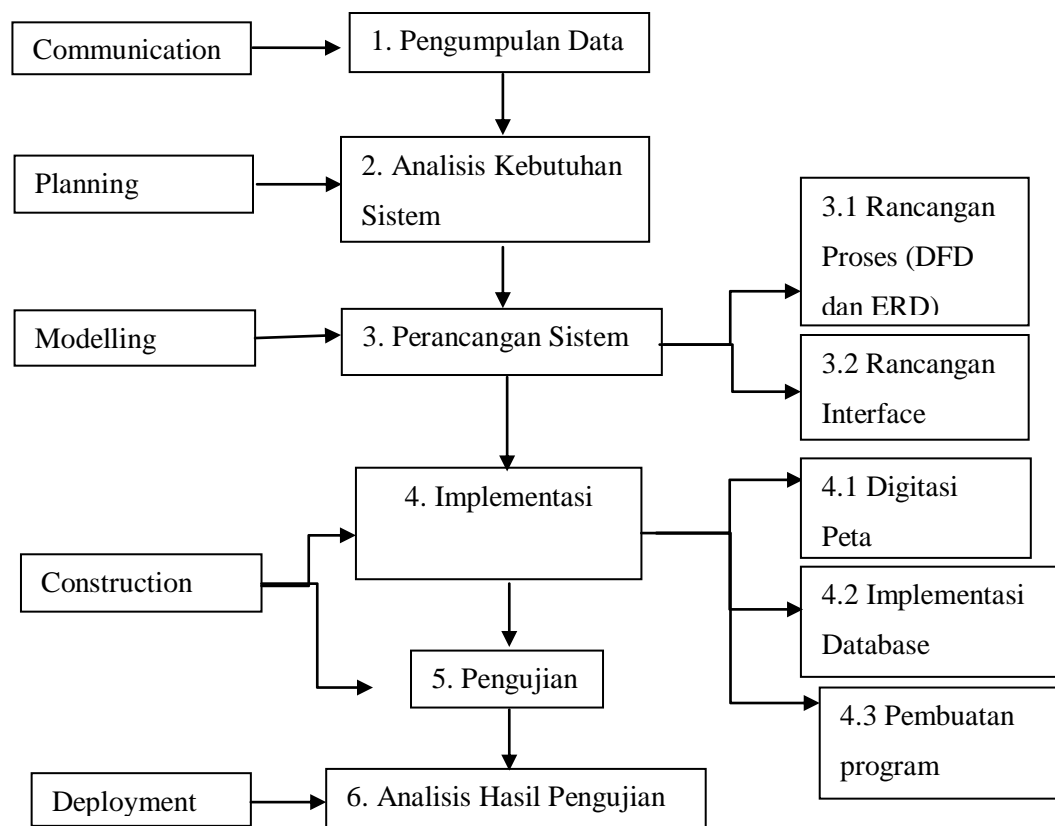 Communication
1. Pengumpulan Data
Planning
2. Analisis Kebutuhan
Sistem
Modelling
3. Perancangan Sistem
3.1 Rancangan
Proses (DFD
dan ERD)
3.2 Rancangan
Interface
Construction
4. Implementasi
4.1 Digitasi
Peta
4.2 Implementasi
Database
4.3 Pembuatan
program
5. Pengujian
Deployment
6. Analisis Hasil Pengujian